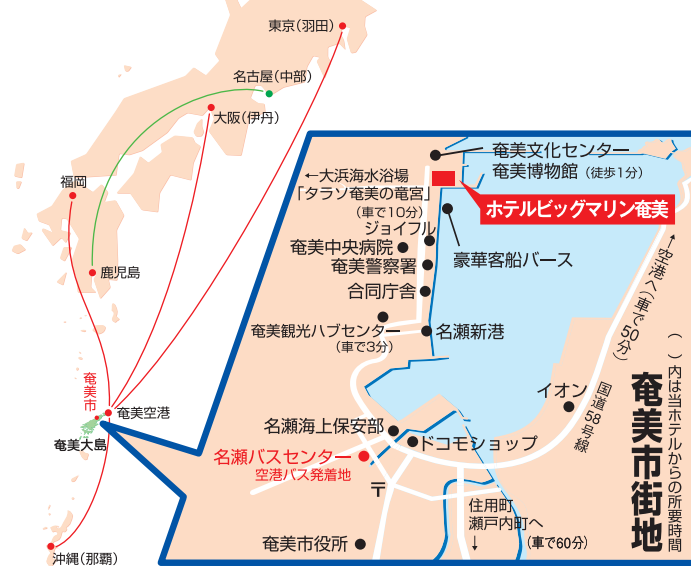 東京(羽田)
名古屋(中部)
大阪(伊丹)
福岡
鹿児島
奄美市
奄美空港
奄美大島
沖縄(那覇)
奄美文化センター
奄美博物館(徒歩1分)
←大浜海水浴場
「タラソ奄美の竜宮」
(車で10分)
ホテルビッグマリン奄美
ジョイフル
奄美中央病院
豪華客船バース
奄美警察署
合同庁舎
奄美観光ハブセンター
(車で3分)
名瀬新港
←空港へ(車で50分)
イオン
国道58号線
名瀬海上保安部
ドコモショップ
名瀬バスセンター
空港バス発着地
〒
住用町
瀬戸内町へ
↓
(車で60分)
奄美市役所
奄美市街地
( )内は当ホテルからの所要時間